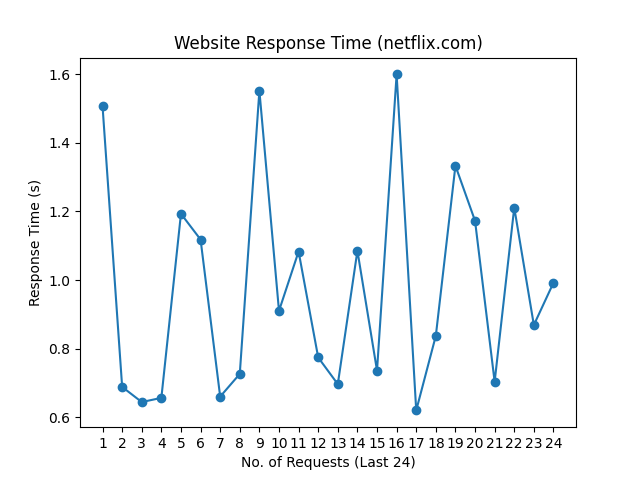 Website Response Time (netflix.com)
Response Time (s)
1.6
1.4
1.2
1.0
0.8
0.6
1 2 3 4 5 6 7 8 9 10 11 12 13 14 15 16 17 18 19 20 21 22 23 24
No. of Requests (Last 24)